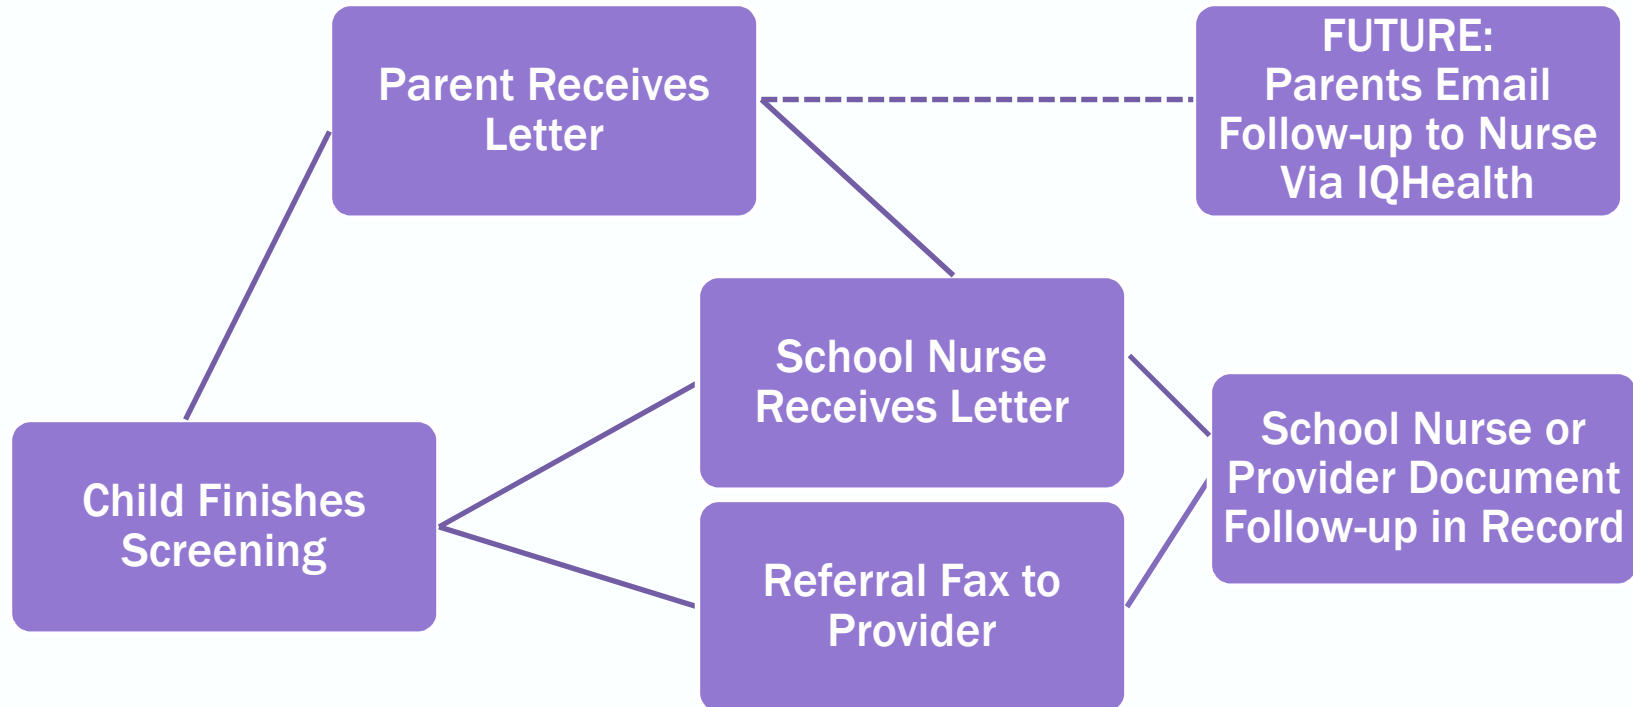 Parent Receives
Letter
FUTURE:
Parents Email
Follow-up to Nurse
Via IQHealth
School Nurse
Receives Letter
Child Finishes
Screening
School Nurse or
Provider Document
Follow-up in Record
Referral Fax to
Provider